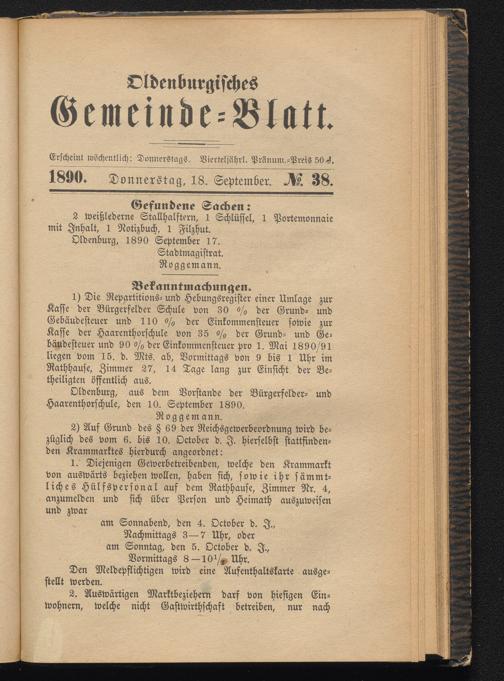 Oldenburgisches
Gemeinde-Blatt.
Erscheint wöchentlich: Donnerstags. Vierteljährl. Pränum.-Preis 50 ₰.
1890. Donnerstag, 18. September. №. 38.
Gefundene Sachen:
2 weißlederne Stallhalftern, 1 Schlüssel, 1 Portemonnaie
mit Inhalt, 1 Notizbuch, 1 Filzhut.
Oldenburg, 1890 September 17.
Stadtmagistrat.
Roggemann.
Bekanntmachungen.
1) Die Repartitions- und Hebungsregister einer Umlage zur
Kasse der Bürgerfelder Schule von 30 % der Grund- und
Gebäudesteuer und 110 % der Einkommensteuer sowie zur
Kasse der Haarenthorschule von 35 % der Grund- und Ge-
bäudesteuer und 90 % der Einkommensteuer pro 1. Mai 1890/91
liegen vom 15. d. Mts. ab, Vormittags von 9 bis 1 Uhr im
Rathhause, Zimmer 27, 14 Tage lang zur Einsicht der Be-
theiligten öffentlich aus.
Oldenburg, aus dem Vorstande der Bürgerfelder- und
Haarenthorschule, den 10. September 1890.
Roggemann.
2) Auf Grund des § 69 der Reichsgewerbeordnung wird be-
züglich des vom 6. bis 10. October d. J. hierselbst stattfinden-
den Krammarktes hierdurch angeordnet:
1. Diejenigen Gewerbetreibenden, welche den Krammarkt
von auswärts beziehen wollen, haben sich, sowie ihr sämmt-
liches Hülfspersonal auf dem Rathhause, Zimmer Nr. 4,
anzumelden und sich über Person und Heimath auszuweisen
und zwar
am Sonnabend, den 4. October d. J.,
Nachmittags 3—7 Uhr, oder
am Sonntag, den 5. October d. J.,
Vormittags 8—10½ Uhr.
Den Meldepflichtigen wird eine Aufenthaltskarte ausge-
stellt werden.
2. Auswärtigen Marktbeziehern darf von hiesigen Ein-
wohnern, welche nicht Gastwirthschaft betreiben, nur nach